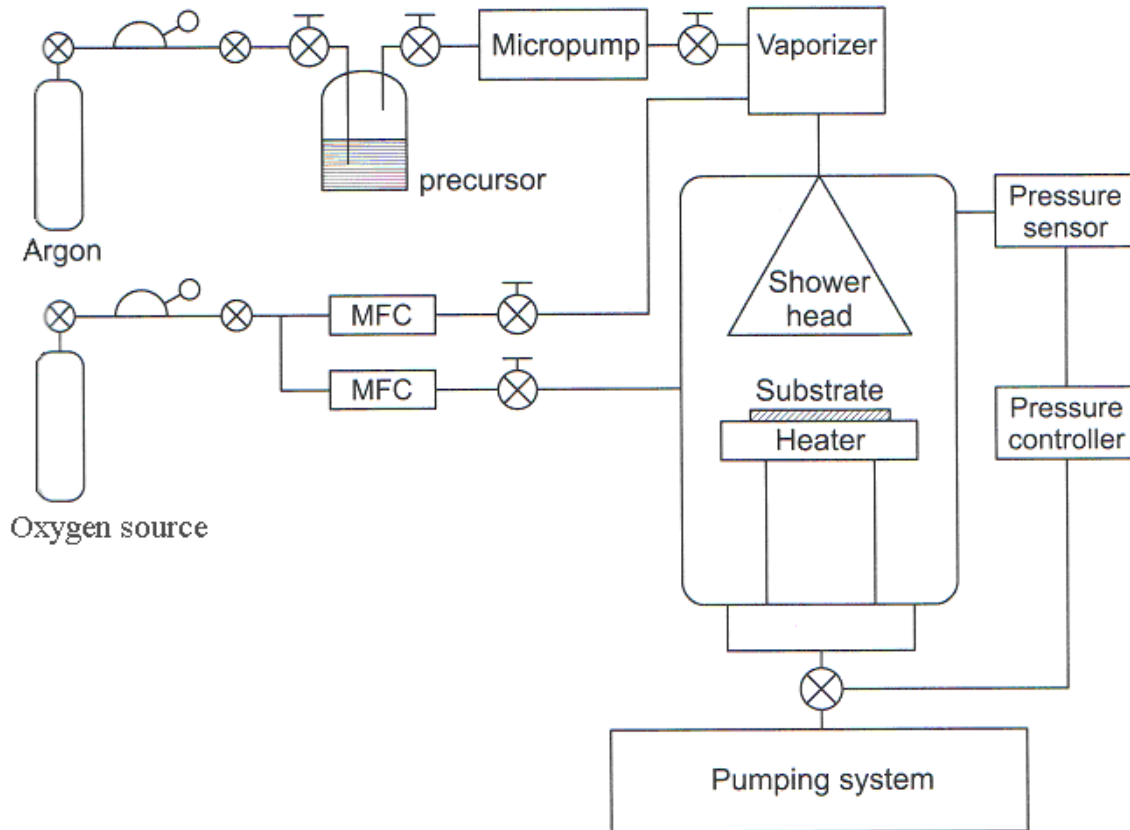 Micropump
Vaporizer
precursor
Argon
Pressure
sensor
Shower
head
MFC
MFC
Substrate
Heater
Pressure
controller
Oxygen source
Pumping system